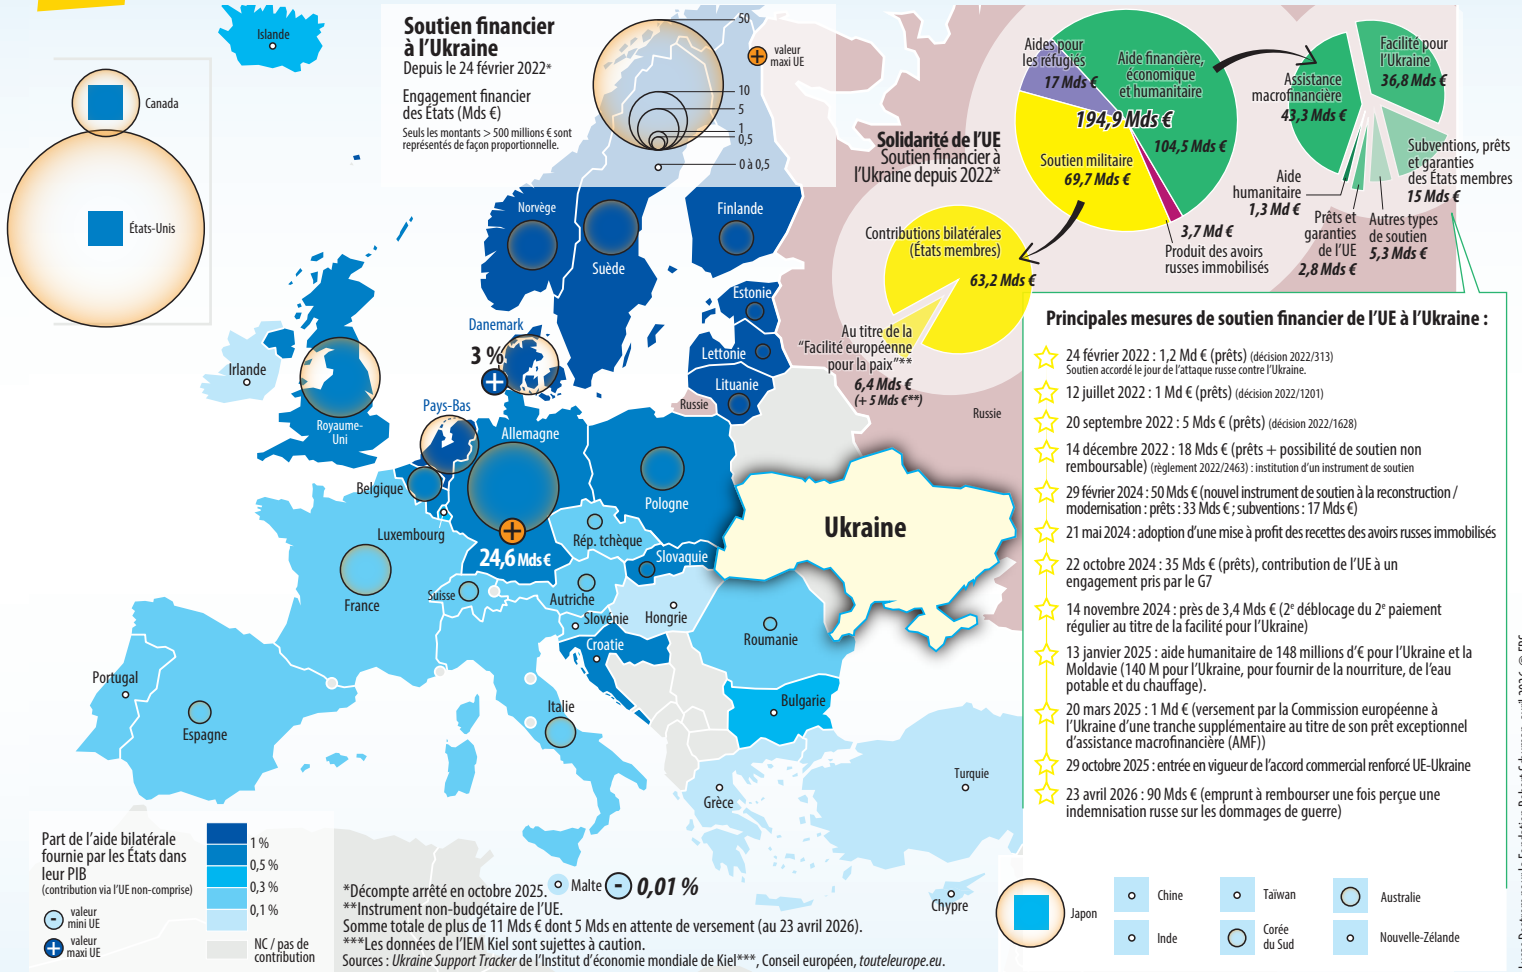 Soutien financier
à l'Ukraine
Depuis le 24 février 2022*
Engagement financier
des États (Mds €)
Seuls les montants > 500 millions € sont
représentés de façon proportionnelle.
50
10
5
1
0,5
0 à 0,5
valeur
maxi UE
Islande
Canada
États-Unis
Solidarité de l'UE
Soutien financier à
l'Ukraine depuis 2022*
Aides pour
les réfugiés
17 Mds €
Aide financière,
économique
et humanitaire
194,9 Mds €
104,5 Mds €
Soutien militaire
69,7 Mds €
3,7 Md €
Produit des avoirs
russes immobilisés
Assistance
macrofinancière
43,3 Mds €
Facilité pour
l'Ukraine
36,8 Mds €
Subventions, prêts
et garanties
des États membres
15 Mds €
Aide
humanitaire
1,3 Md €
Prêts et
garanties
de l'UE
2,8 Mds €
Autres types
de soutien
5,3 Mds €
Contributions bilatérales
(États membres)
63,2 Mds €
Au titre de la
"Facilité européenne
pour la paix"**
6,4 Mds €
(+ 5 Mds €**)
Norvège
Suède
Finlande
Estonie
Lettonie
Lituanie
Russie
Russie
Danemark
3 %
Irlande
Royaume-
Uni
Pays-Bas
Allemagne
24,6 Mds €
Belgique
Luxembourg
Pologne
Rép. tchèque
Slovaquie
Ukraine
France
Suisse
Autriche
Slovénie
Hongrie
Croatie
Roumanie
Bulgarie
Portugal
Espagne
Italie
Grèce
Turquie
Chypre
Malte
- 0,01 %
Principales mesures de soutien financier de l'UE à l'Ukraine :
24 février 2022 : 1,2 Md € (prêts) (décision 2022/313)
Soutien accordé le jour de l'attaque russe contre l'Ukraine.
12 juillet 2022 : 1 Md € (prêts) (décision 2022/1201)
20 septembre 2022 : 5 Mds € (prêts) (décision 2022/1628)
14 décembre 2022 : 18 Mds € (prêts + possibilité de soutien non
remboursable) (règlement 2022/2463) : institution d'un instrument de soutien
29 février 2024 : 50 Mds € (nouvel instrument de soutien à la reconstruction /
modernisation : prêts : 33 Mds € ; subventions : 17 Mds €)
21 mai 2024 : adoption d'une mise à profit des recettes des avoirs russes immobilisés
22 octobre 2024 : 35 Mds € (prêts), contribution de l'UE à un
engagement pris par le G7
14 novembre 2024 : près de 3,4 Mds € (2e déblocage du 2e paiement
régulier au titre de la facilité pour l'Ukraine)
13 janvier 2025 : aide humanitaire de 148 millions d'€ pour l'Ukraine et la
Moldavie (140 M pour l'Ukraine, pour fournir de la nourriture, de l'eau
potable et du chauffage).
20 mars 2025 : 1 Md € (versement par la Commission européenne à
l'Ukraine d'une tranche supplémentaire au titre de son prêt exceptionnel
d'assistance macrofinancière (AMF))
29 octobre 2025 : entrée en vigueur de l'accord commercial renforcé UE-Ukraine
23 avril 2026 : 90 Mds € (emprunt à rembourser une fois perçue une
indemnisation russe sur les dommages de guerre)
Part de l'aide bilatérale
fournie par les États dans
leur PIB
(contribution via l'UE non-comprise)
valeur
mini UE
valeur
maxi UE
1 %
0,5 %
0,3 %
0,1 %
NC / pas de
contribution
*Décompte arrêté en octobre 2025.
**Instrument non-budgétaire de l'UE.
Somme totale de plus de 11 Mds € dont 5 Mds en attente de versement (au 23 avril 2026).
***Les données de l'IEM Kiel sont sujettes à caution.
Sources : Ukraine Support Tracker de l'Institut d'économie mondiale de Kiel***, Conseil européen, touteleurope.eu.
Japon
Chine
Inde
Taïwan
Corée
du Sud
Australie
Nouvelle-Zélande